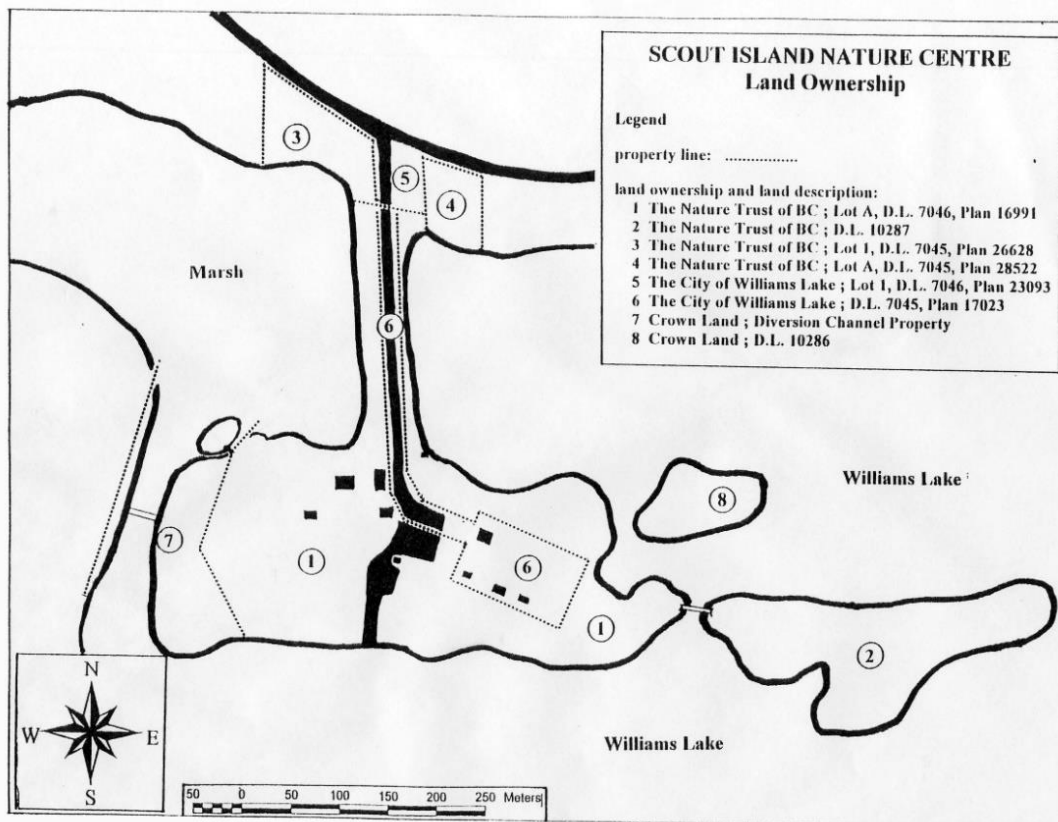 SCOUT ISLAND NATURE CENTRE
Land Ownership
Legend
property line: ..................
land ownership and land description:
1 The Nature Trust of BC ; Lot A, D.L. 7046, Plan 16991
2 The Nature Trust of BC ; D.L. 10287
3 The Nature Trust of BC ; Lot 1, D.L. 7045, Plan 26628
4 The Nature Trust of BC ; Lot A, D.L. 7045, Plan 28522
5 The City of Williams Lake ; Lot 1, D.L. 7046, Plan 23093
6 The City of Williams Lake ; D.L. 7045, Plan 17023
7 Crown Land ; Diversion Channel Property
8 Crown Land ; D.L. 10286
3
5
4
Marsh
6
Williams Lake
8
7
1
6
1
2
Williams Lake
N
W E
S
50 0 50 100 150 200 250 Meters